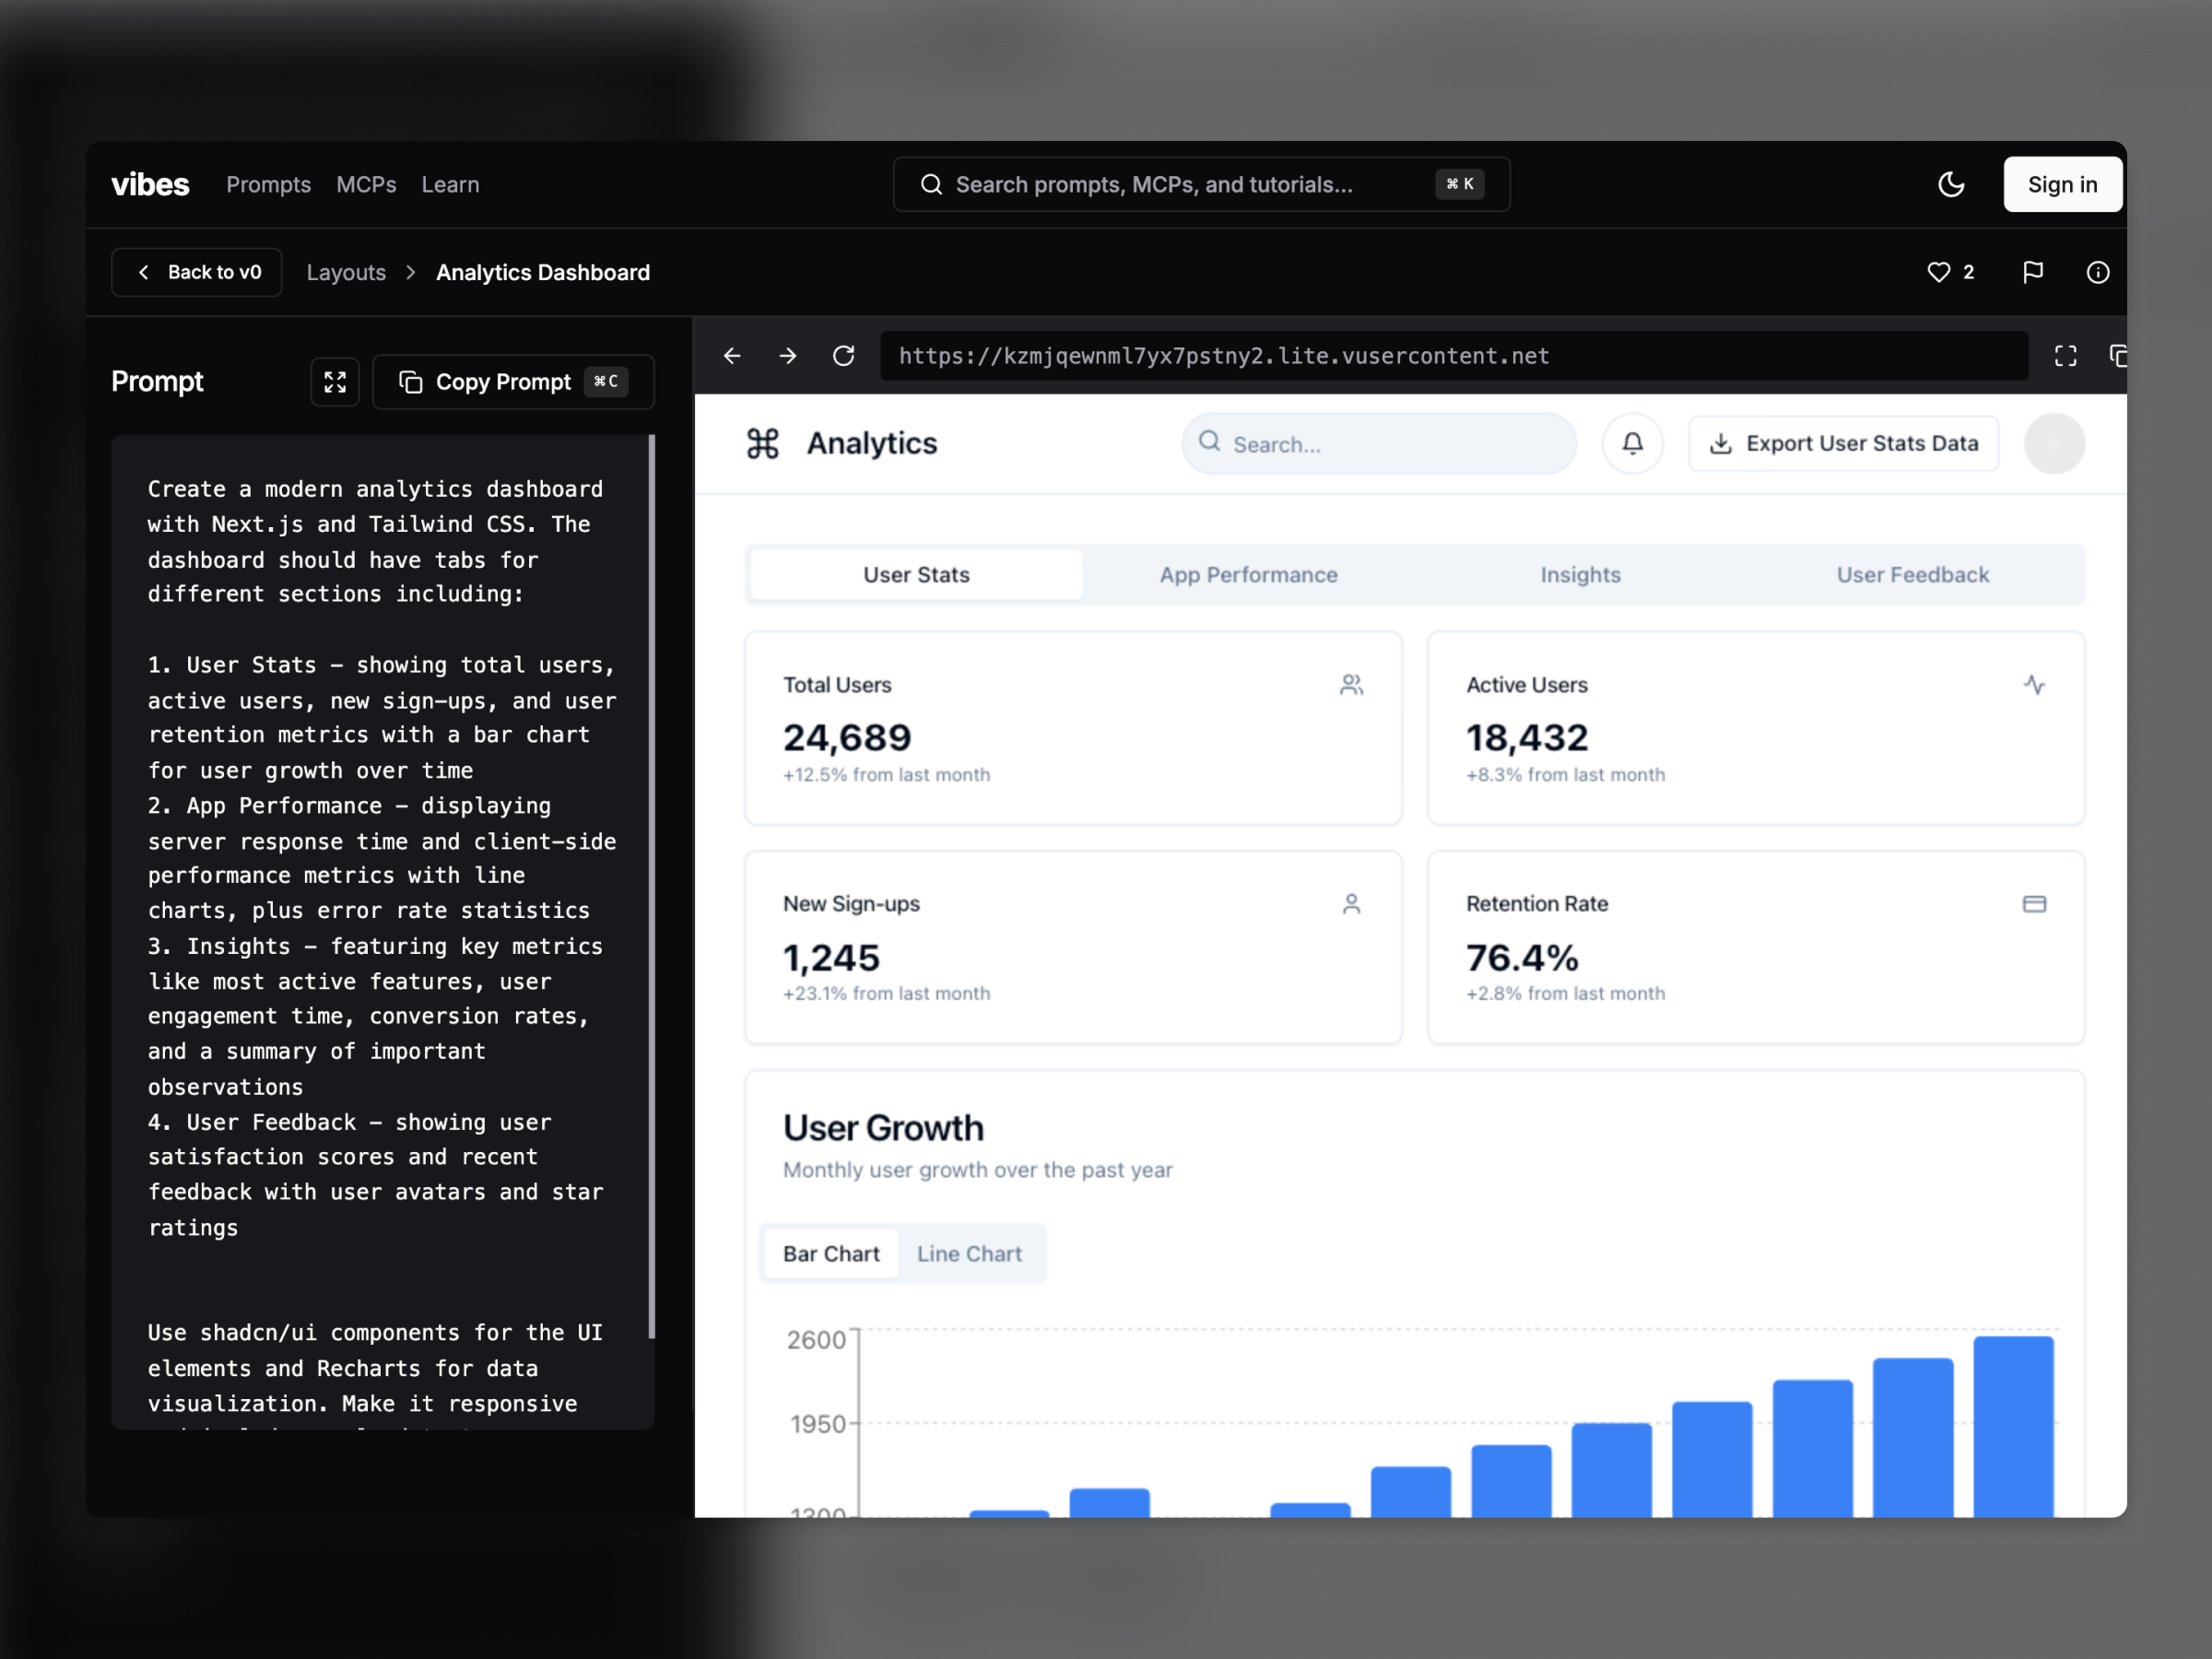 vibes Prompts MCPs Learn
Search prompts, MCPs, and tutorials... ⌘ K
Sign in
Back to v0 Layouts > Analytics Dashboard
2
Prompt
Copy Prompt ⌘C
Create a modern analytics dashboard
with Next.js and Tailwind CSS. The
dashboard should have tabs for
different sections including:
1. User Stats – showing total users,
active users, new sign-ups, and user
retention metrics with a bar chart
for user growth over time
2. App Performance – displaying
server response time and client-side
performance metrics with line
charts, plus error rate statistics
3. Insights – featuring key metrics
like most active features, user
engagement time, conversion rates,
and a summary of important
observations
4. User Feedback – showing user
satisfaction scores and recent
feedback with user avatars and star
ratings
Use shadcn/ui components for the UI
elements and Recharts for data
visualization. Make it responsive
https://kzmjqewnml7yx7pstny2.lite.vusercontent.net
⌘ Analytics
Search...
Export User Stats Data
User Stats App Performance Insights User Feedback
Total Users
24,689
+12.5% from last month
Active Users
18,432
+8.3% from last month
New Sign-ups
1,245
+23.1% from last month
Retention Rate
76.4%
+2.8% from last month
User Growth
Monthly user growth over the past year
Bar Chart Line Chart
2600
1950
1300